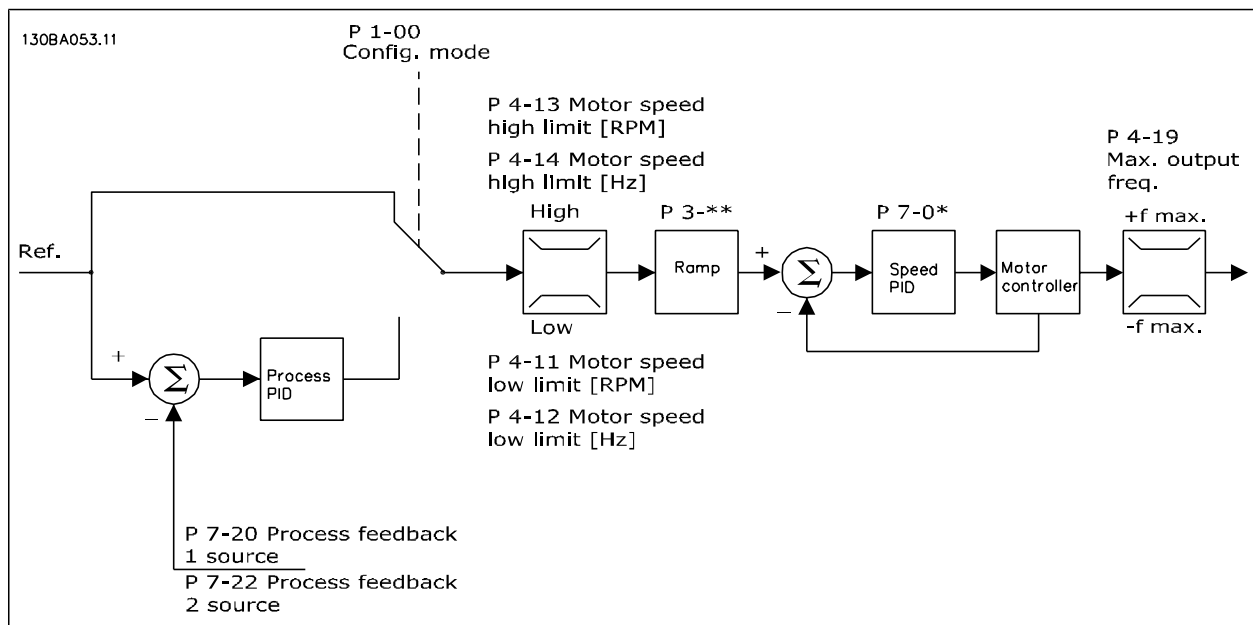 130BA053.11
P 1-00
Config. mode
P 4-13 Motor speed
high limit [RPM]
P 4-14 Motor speed
high limit [Hz]
P 4-19
Max. output
freq.
High
P 3-**
P 7-0*
+f max.
Ref.
+
Ramp
Σ
Speed
PID
Motor
controller
−
Low
-f max.
+
Σ
Process
PID
−
P 4-11 Motor speed
low limit [RPM]
P 4-12 Motor speed
low limit [Hz]
P 7-20 Process feedback
1 source
P 7-22 Process feedback
2 source